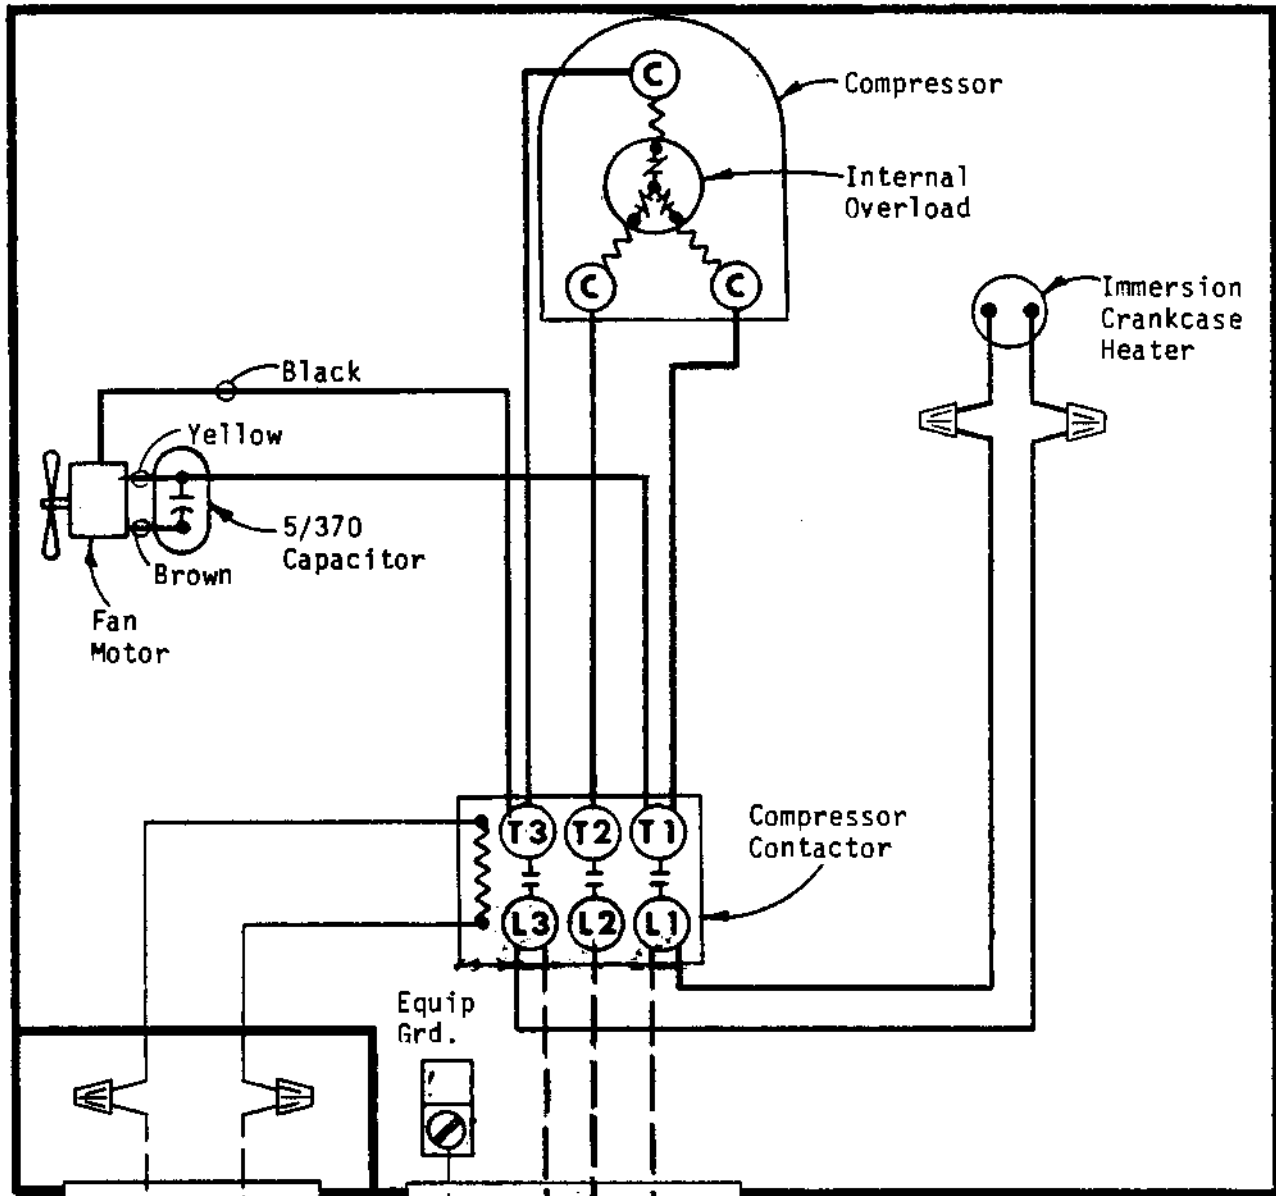 C
Compressor
Internal
Overload
C
C
Immersion
Crankcase
Heater
Black
Yellow
5/370
Capacitor
Brown
Fan
Motor
T3
T2
T1
Compressor
Contactor
L3
L2
L1
Equip
Grd.